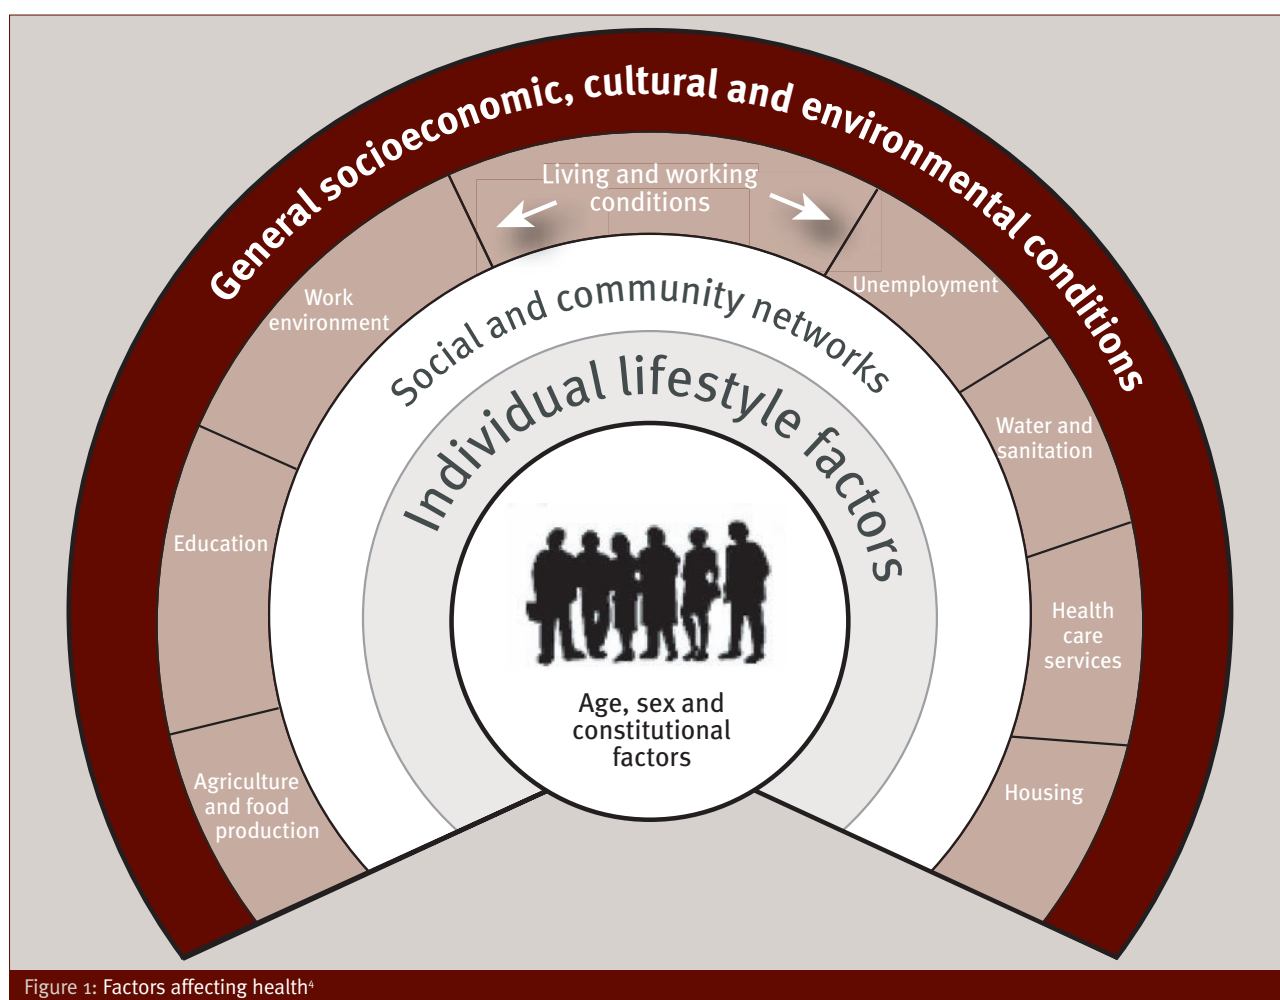 General socioeconomic, cultural and environmental conditions
Living and working
conditions
Work
environment
Unemployment
Social and community networks
Individual lifestyle factors
Water and
sanitation
Education
Health
care
services
Age, sex and
constitutional
factors
Agriculture
and food
production
Housing
Figure 1: Factors affecting health⁴